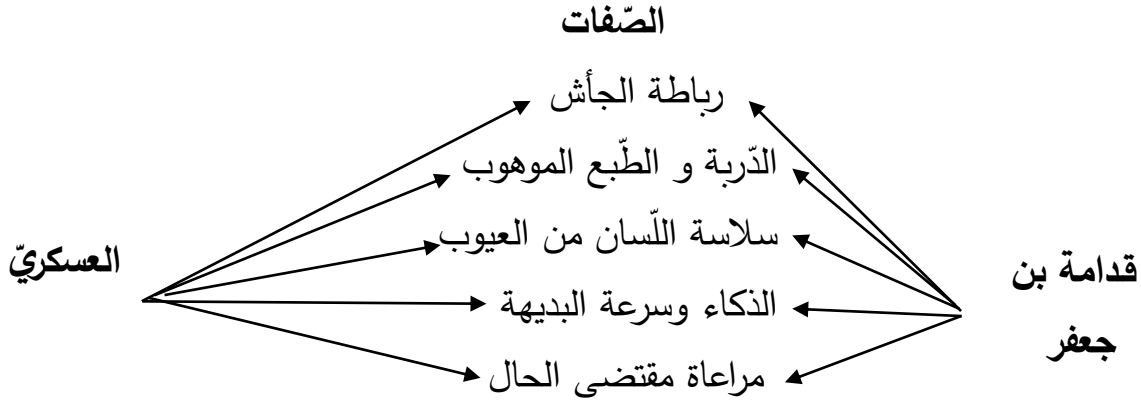 الصّفات
رباطة الجأش
الدّربة و الطّبع الموهوب
سلاسة اللّسان من العيوب
الذكاء وسرعة البديهة
مراعاة مقتضى الحال
قدامة بن
جعفر
العسكريّ